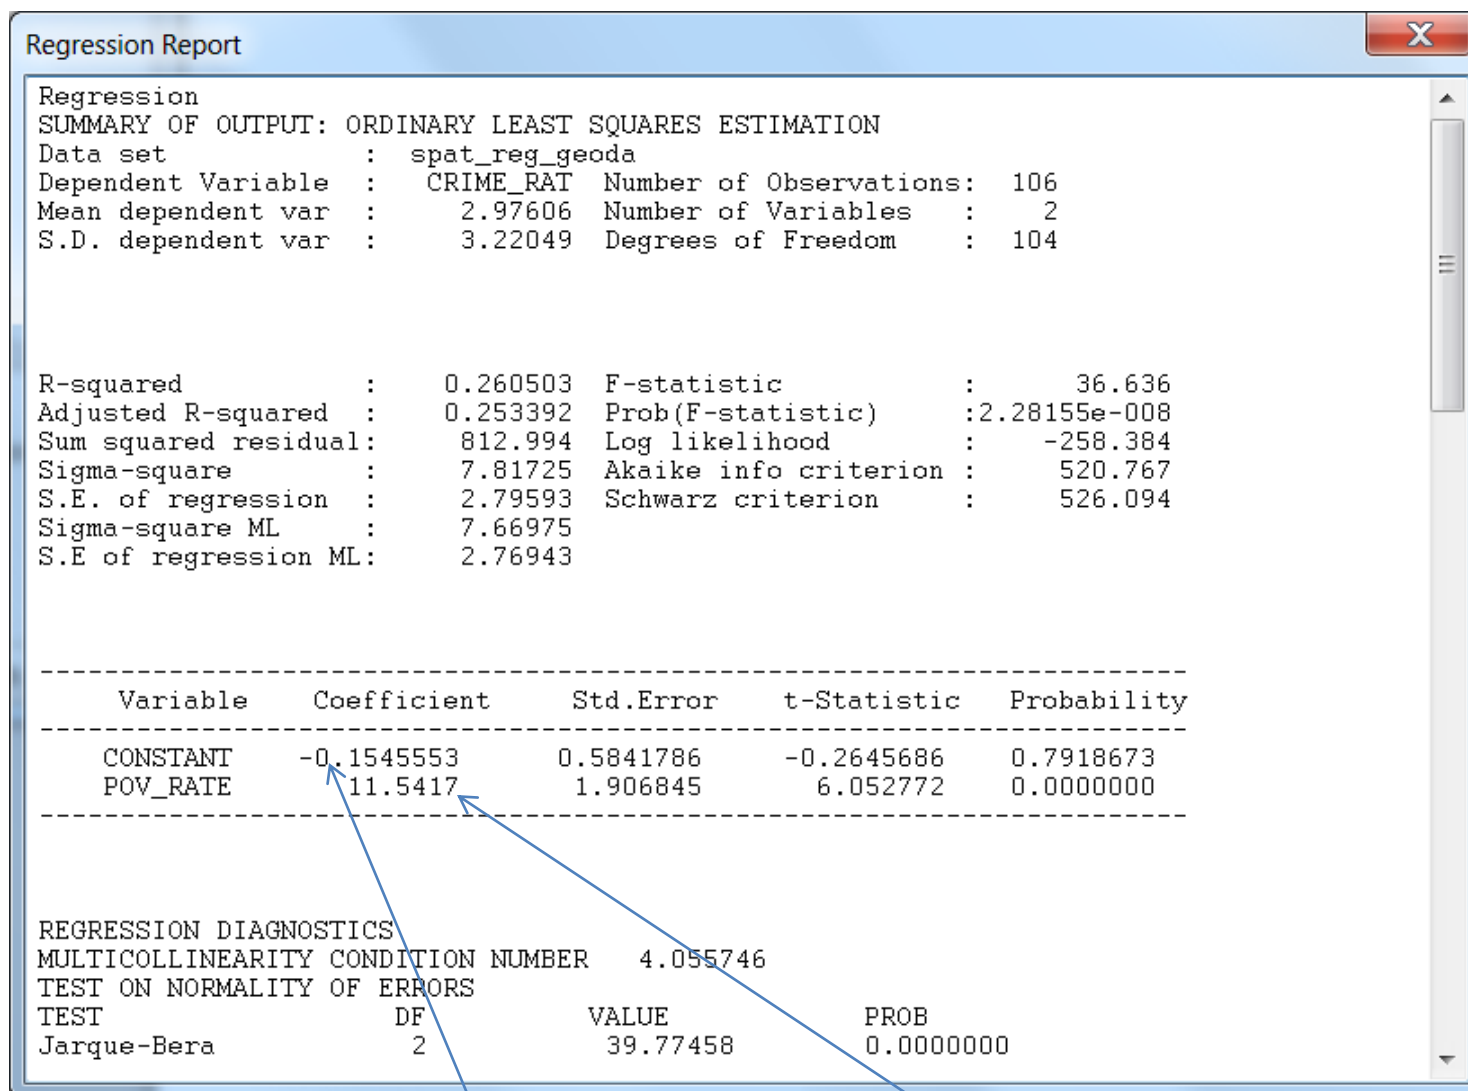 Regression Report
Regression
SUMMARY OF OUTPUT: ORDINARY LEAST SQUARES ESTIMATION
Data set            :  spat_reg_geoda
Dependent Variable  :   CRIME_RAT  Number of Observations:  106
Mean dependent var  :     2.97606  Number of Variables   :    2
S.D. dependent var  :     3.22049  Degrees of Freedom    :  104
R-squared           :    0.260503  F-statistic           :      36.636
Adjusted R-squared  :    0.253392  Prob(F-statistic)     :2.28155e-008
Sum squared residual:     812.994  Log likelihood        :    -258.384
Sigma-square        :     7.81725  Akaike info criterion :     520.767
S.E. of regression  :     2.79593  Schwarz criterion     :     526.094
Sigma-square ML     :     7.66975
S.E of regression ML:     2.76943
-----------------------------------------------------------------------
Variable    Coefficient     Std.Error    t-Statistic   Probability
-----------------------------------------------------------------------
CONSTANT    -0.1545553      0.5841786     -0.2645686    0.7918673
POV_RATE       11.5417       1.906845       6.052772    0.0000000
-----------------------------------------------------------------------
REGRESSION DIAGNOSTICS
MULTICOLLINEARITY CONDITION NUMBER   4.055746
TEST ON NORMALITY OF ERRORS
TEST                  DF          VALUE            PROB
Jarque-Bera            2           39.77458        0.0000000